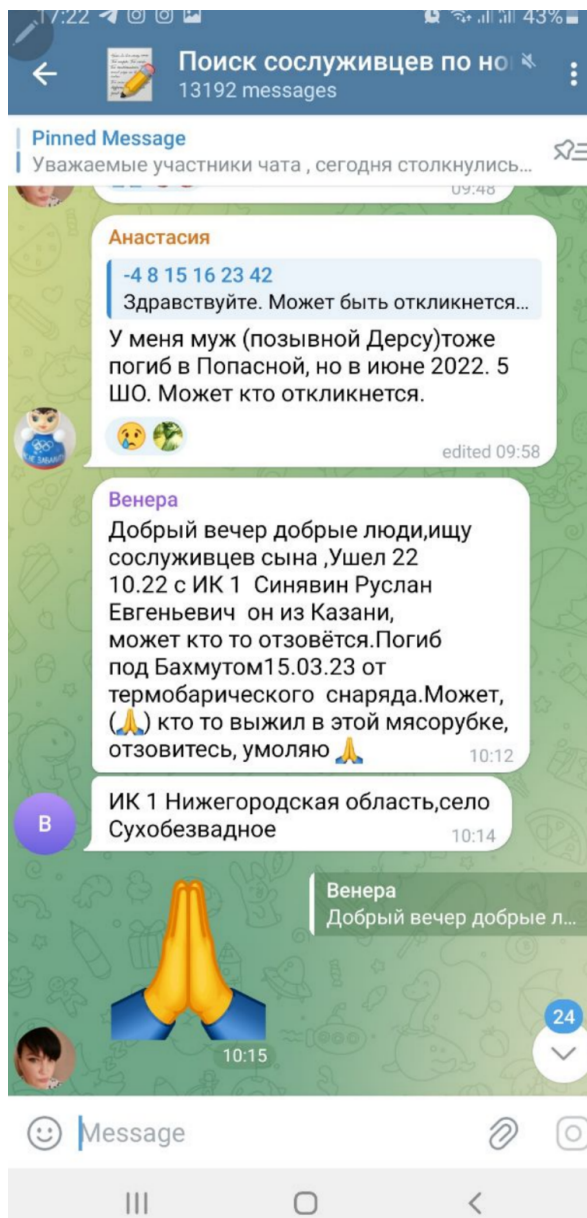 17:22
43%
Поиск сослуживцев по но
13192 messages
Pinned Message
Уважаемые участники чата , сегодня столкнулись...
09:48
Анастасия
-4 8 15 16 23 42
Здравствуйте. Может быть откликнется...
У меня муж (позывной Дерсу)тоже
погиб в Попасной, но в июне 2022. 5
ШО. Может кто откликнется.
edited 09:58
Венера
Добрый вечер добрые люди,ищу
сослуживцев сына ,Ушел 22
10.22 с ИК 1 Синявин Руслан
Евгеньевич он из Казани,
может кто то отзовётся.Погиб
под Бахмутом15.03.23 от
термобарического снаряда.Может,
(🙏) кто то выжил в этой мясорубке,
отзовитесь, умоляю 🙏
10:12
В
ИК 1 Нижегородская область,село
Сухобезвадное
10:14
Венера
Добрый вечер добрые л...
24
10:15
Message